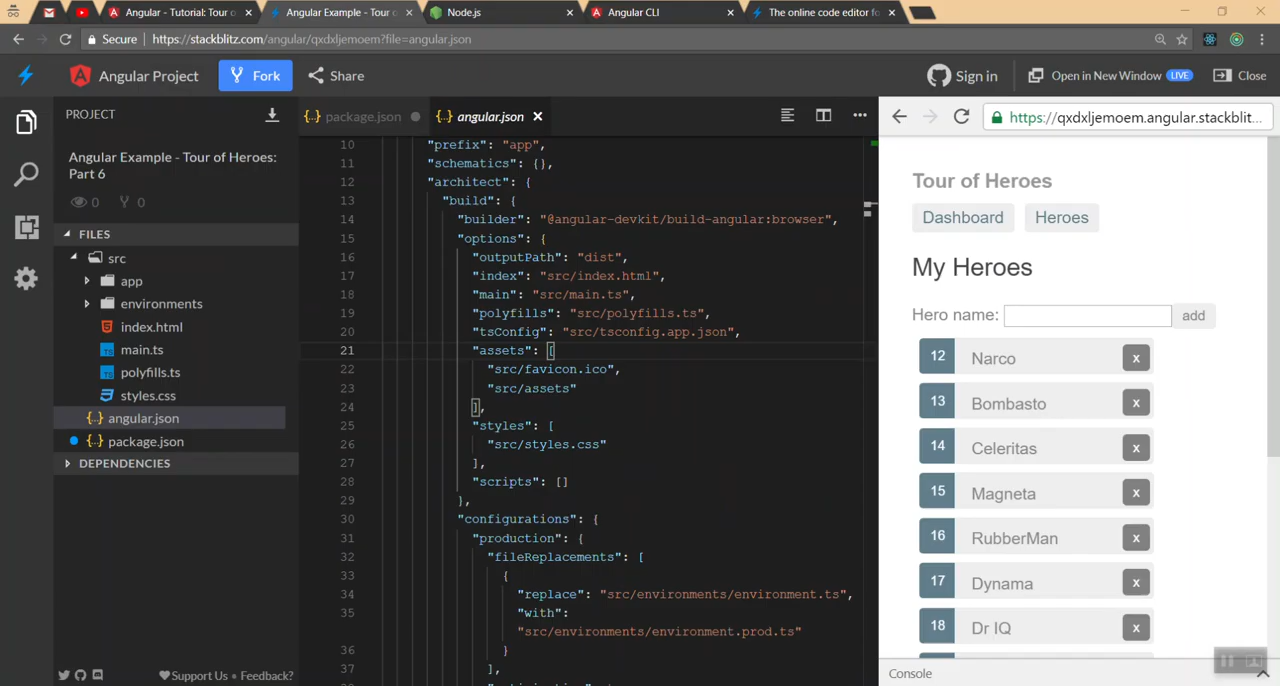 Angular - Tutorial: Tour o
Angular Example - Tour o
Node.js
Angular CLI
The online code editor fo
Secure
https://stackblitz.com/angular/qxdxljemoem?file=angular.json
Angular Project
Fork
Share
Sign in
Open in New Window LIVE
Close
PROJECT
Angular Example - Tour of Heroes:
Part 6
0 0
FILES
src
app
environments
index.html
main.ts
polyfills.ts
styles.css
angular.json
package.json
DEPENDENCIES
Support Us • Feedback?
{..} package.json
{..} angular.json
10 "prefix": "app",
11 "schematics": {},
12 "architect": {
13 "build": {
14 "builder": "@angular-devkit/build-angular:browser",
15 "options": {
16 "outputPath": "dist",
17 "index": "src/index.html",
18 "main": "src/main.ts",
19 "polyfills": "src/polyfills.ts",
20 "tsConfig": "src/tsconfig.app.json",
21 "assets": [
22 "src/favicon.ico",
23 "src/assets"
24 ],
25 "styles": [
26 "src/styles.css"
27 ],
28 "scripts": []
29 },
30 "configurations": {
31 "production": {
32 "fileReplacements": [
33 {
34 "replace": "src/environments/environment.ts",
35 "with":
"src/environments/environment.prod.ts"
36 }
37 ],
https://qxdxljemoem.angular.stackblit...
Tour of Heroes
Dashboard Heroes
My Heroes
Hero name: add
12 Narco x
13 Bombasto x
14 Celeritas x
15 Magneta x
16 RubberMan x
17 Dynama x
18 Dr IQ x
Console